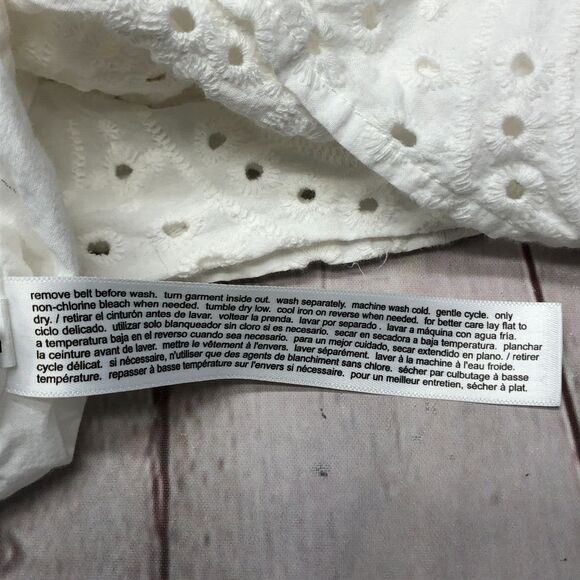 remove belt before wash. turn garment inside out. wash separately. machine wash cold. gentle cycle. only
non-chlorine bleach when needed. tumble dry low. cool iron on reverse when needed. for better care lay flat to
dry. / retirar el cinturón antes de lavar. voltear la prenda. lavar por separado . lavar a máquina con agua fria.
ciclo delicado. utilizar solo blanqueador sin cloro si es necesario. secar en secadora a baja temperatura. planchar
a temperatura baja en el reverso cuando sea necesario. para un mejor cuidado, secar extendido en plano. / retirer
la ceinture avant de laver. mettre le vêtement à l'envers. laver séparément. laver à la machine à l'eau froide.
cycle délicat. si nécessaire, n'utiliser que des agents de blanchiment sans chlore. sécher par culbutage à basse
température. repasser à basse température sur l'envers si nécessaire. pour un meilleur entretien, sécher à plat.